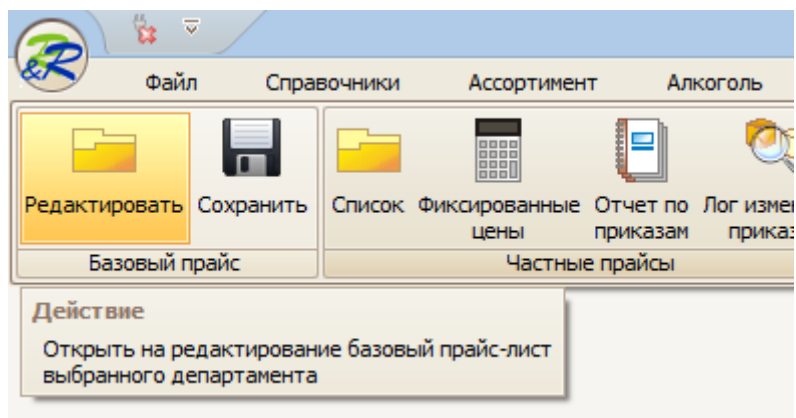 R&R
Файл Справочники Ассортимент Алкоголь
Редактировать Сохранить Список Фиксированные цены Отчет по приказам Лог
Базовый прайс Частные прайсы
Действие
Открыть на редактирование базовый прайс-лист
выбранного департамента